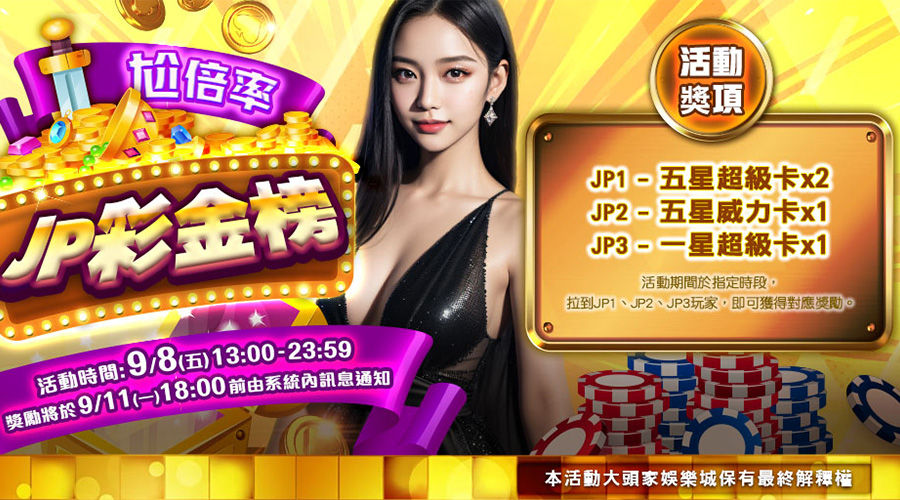 尬倍率
JP彩金榜
活動時間:9/8(五)13:00-23:59
獎勵將於9/11(一)18:00前由系統內訊息通知
活動
獎項
JP1 - 五星超級卡x2
JP2 - 五星威力卡x1
JP3 - 一星超級卡x1
活動期間於指定時段,
拉到JP1、JP2、JP3玩家,即可獲得對應獎勵。
本活動大頭家娛樂城保有最終解釋權